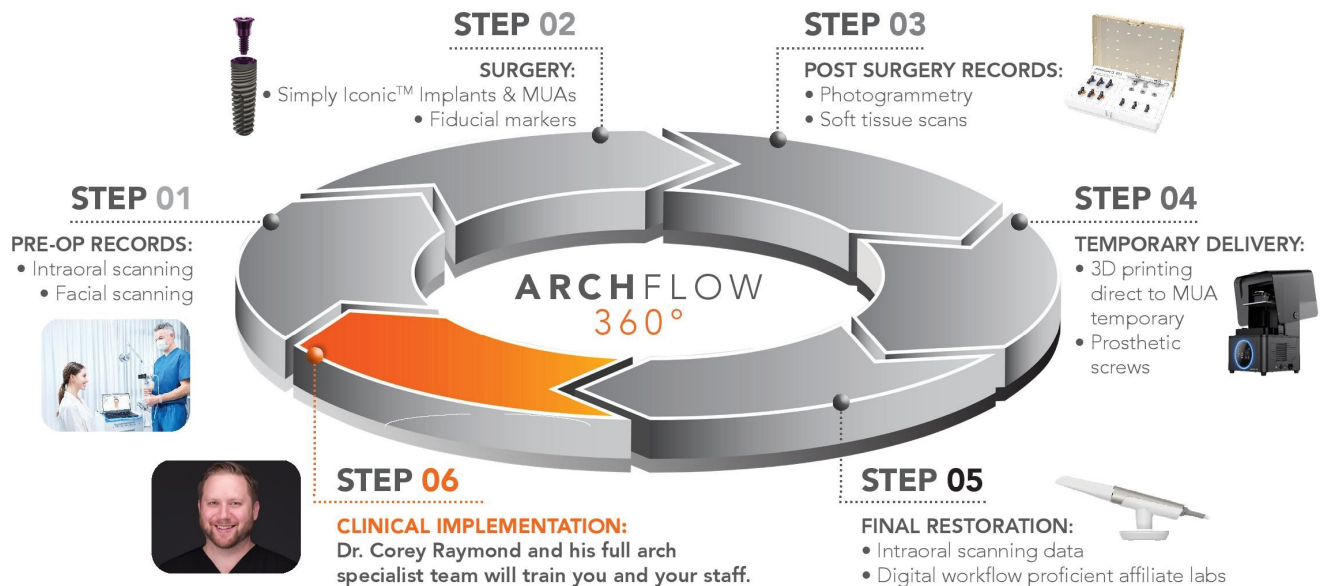 STEP 01
PRE-OP RECORDS:
• Intraoral scanning
• Facial scanning
STEP 02
SURGERY:
• Simply Iconic™ Implants & MUAs
• Fiducial markers
STEP 03
POST SURGERY RECORDS:
• Photogrammetry
• Soft tissue scans
STEP 04
TEMPORARY DELIVERY:
• 3D printing
direct to MUA
temporary
• Prosthetic
screws
ARCHFLOW
360°
STEP 05
FINAL RESTORATION:
• Intraoral scanning data
• Digital workflow proficient affiliate labs
STEP 06
CLINICAL IMPLEMENTATION:
Dr. Corey Raymond and his full arch
specialist team will train you and your staff.